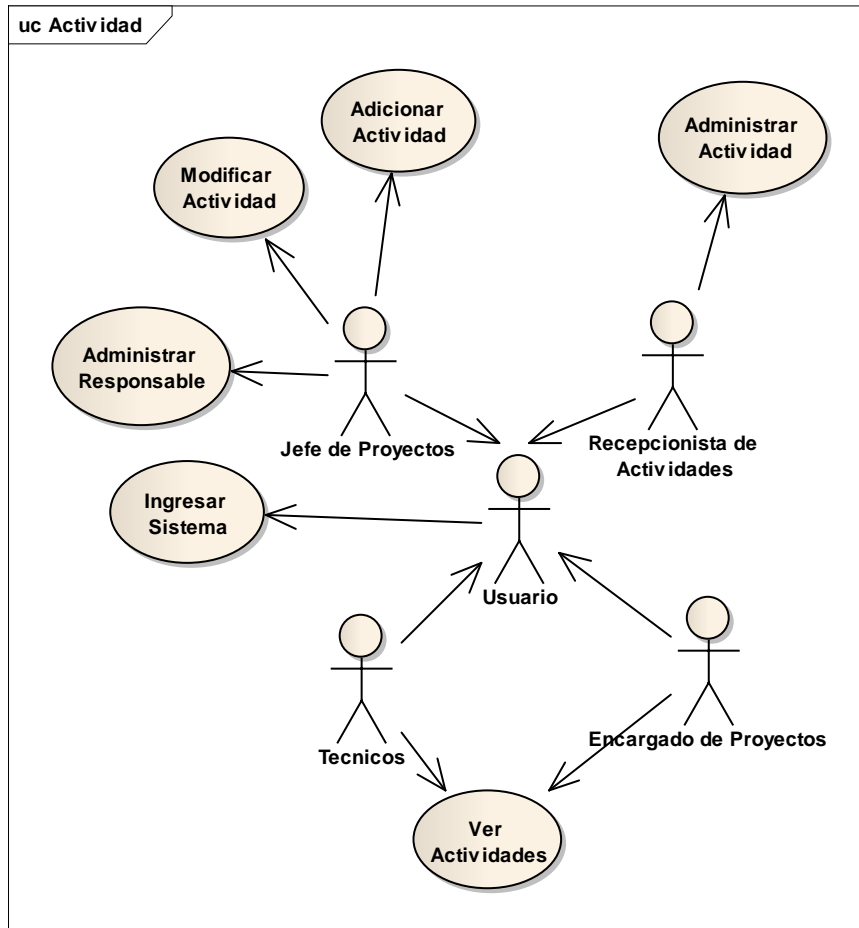 uc Actividad
Adicionar
Actividad
Administrar
Actividad
Modificar
Actividad
Administrar
Responsable
Jefe de Proyectos
Recepcionista de
Actividades
Ingresar
Sistema
Usuario
Tecnicos
Encargado de Proyectos
Ver
Actividades